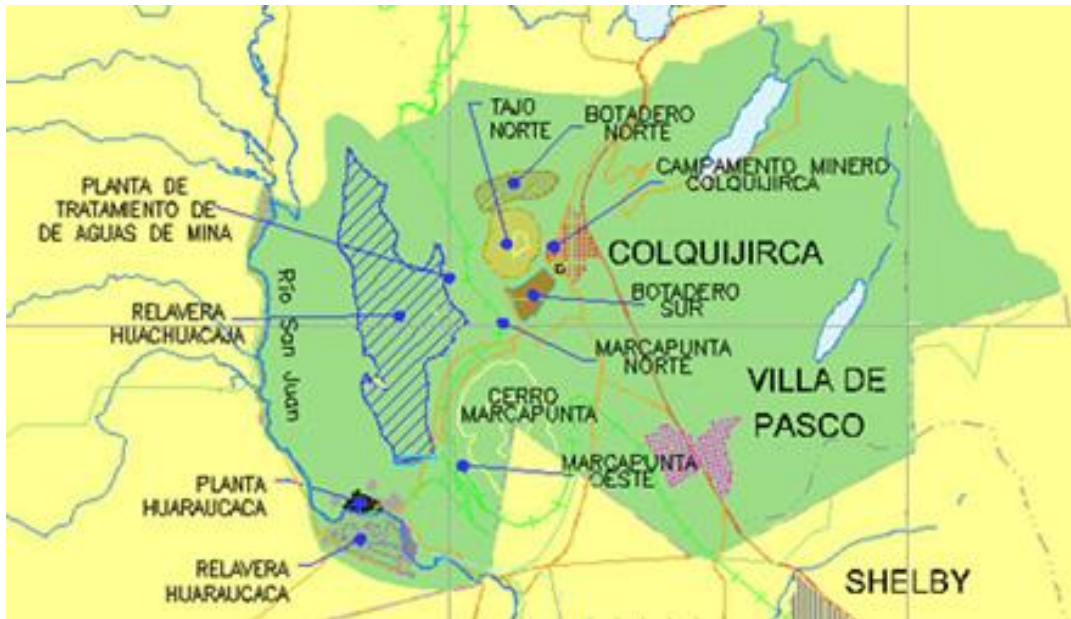 TAJO
NORTE
BOTADERO
NORTE
CAMPAMENTO MINERO
COLQUIJIRCA
PLANTA DE
TRATAMIENTO DE
DE AGUAS DE MINA
COLQUIJIRCA
BOTADERO
SUR
RELAVERA
HUACHUACAJA
Río San Juan
MARCAPUNTA
NORTE
VILLA DE
PASCO
CERRO
MARCAPUNTA
MARCAPUNTA
OESTE
PLANTA
HUARAUCACA
RELAVERA
HUARAUCACA
SHELBY